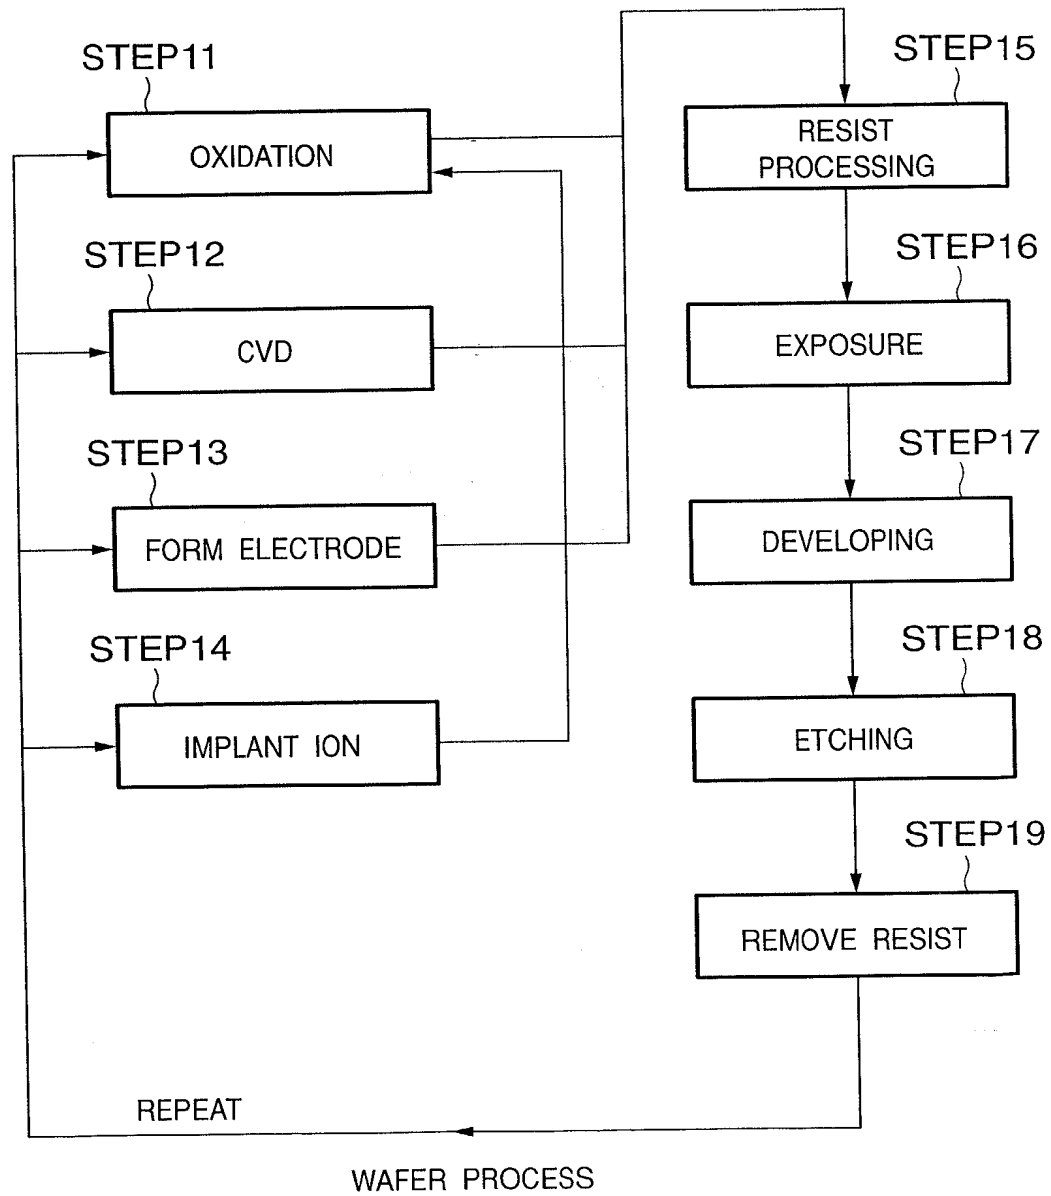 STEP11
OXIDATION
STEP12
CVD
STEP13
FORM ELECTRODE
STEP14
IMPLANT ION
STEP15
RESIST
PROCESSING
STEP16
EXPOSURE
STEP17
DEVELOPING
STEP18
ETCHING
STEP19
REMOVE RESIST
REPEAT
WAFER PROCESS